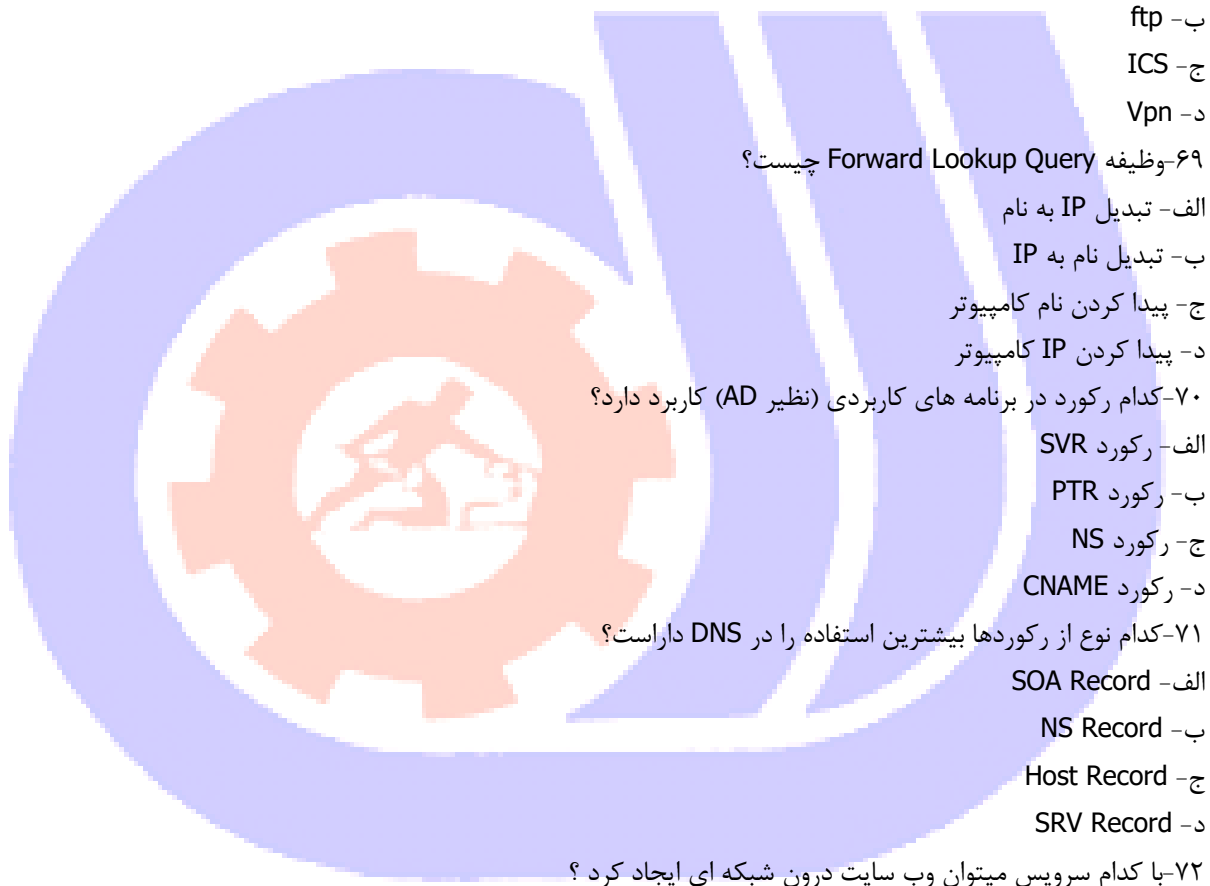 ب- ftp
ج- ICS
د- Vpn
۶۹-وظیفه Forward Lookup Query چیست؟
الف- تبدیل IP به نام
ب- تبدیل نام به IP
ج- پیدا کردن نام کامپیوتر
د- پیدا کردن IP کامپیوتر
۷۰-کدام رکورد در برنامه های کاربردی (نظیر AD) کاربرد دارد؟
الف- رکورد SVR
ب- رکورد PTR
ج- رکورد NS
د- رکورد CNAME
۷۱-کدام نوع از رکوردها بیشترین استفاده را در DNS داراست؟
الف- SOA Record
ب- NS Record
ج- Host Record
د- SRV Record
۷۲-با کدام سرویس میتوان وب سایت درون شبکه ای ایجاد کرد ؟